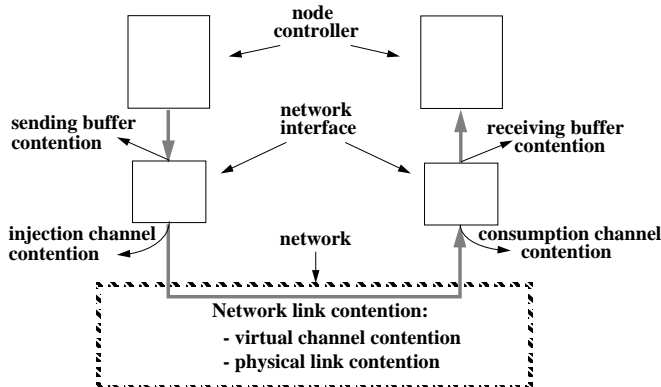 node
controller
sending buffer
contention
network
interface
receiving buffer
contention
injection channel
contention
network
consumption channel
contention
Network link contention:
- virtual channel contention
- physical link contention